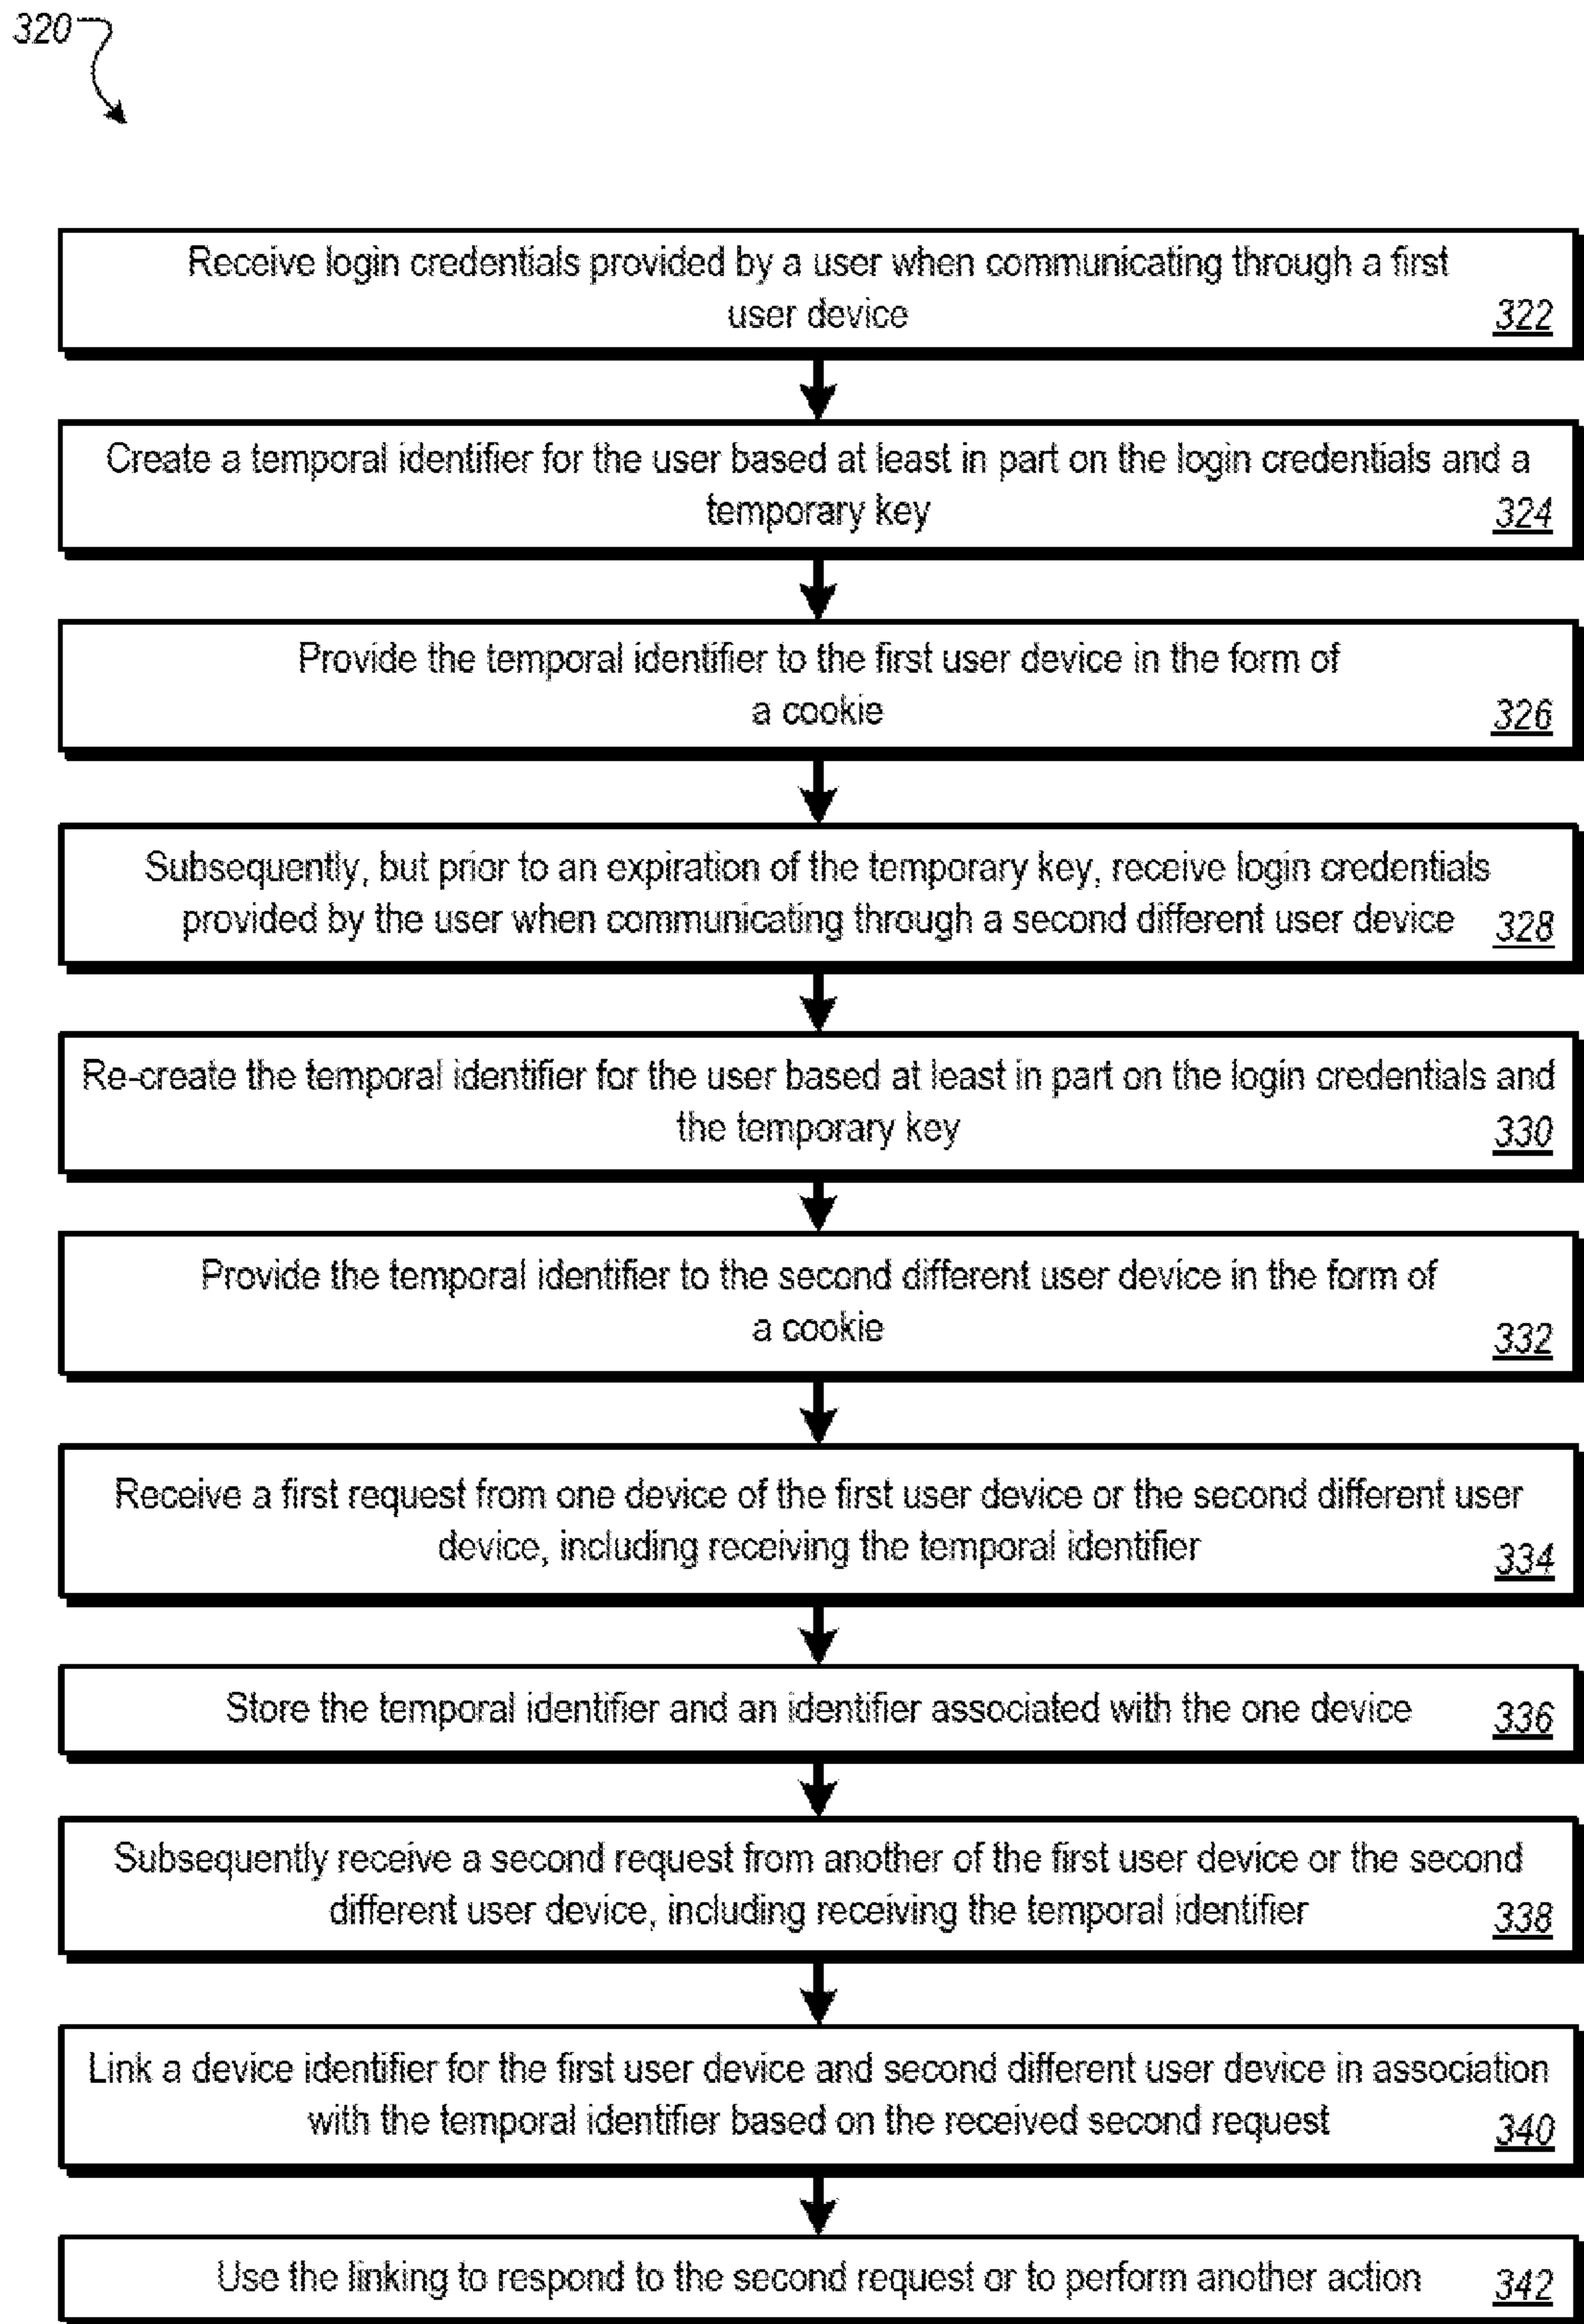 320
Receive login credentials provided by a user when communicating through a first
user device
322
Create a temporal identifier for the user based at least in part on the login credentials and a
temporary key
324
Provide the temporal identifier to the first user device in the form of
a cookie
326
Subsequently, but prior to an expiration of the temporary key, receive login credentials
provided by the user when communicating through a second different user device
328
Re-create the temporal identifier for the user based at least in part on the login credentials and
the temporary key
330
Provide the temporal identifier to the second different user device in the form of
a cookie
332
Receive a first request from one device of the first user device or the second different user
device, including receiving the temporal identifier
334
Store the temporal identifier and an identifier associated with the one device
336
Subsequently receive a second request from another of the first user device or the second
different user device, including receiving the temporal identifier
338
Link a device identifier for the first user device and second different user device in association
with the temporal identifier based on the received second request
340
Use the linking to respond to the second request or to perform another action
342